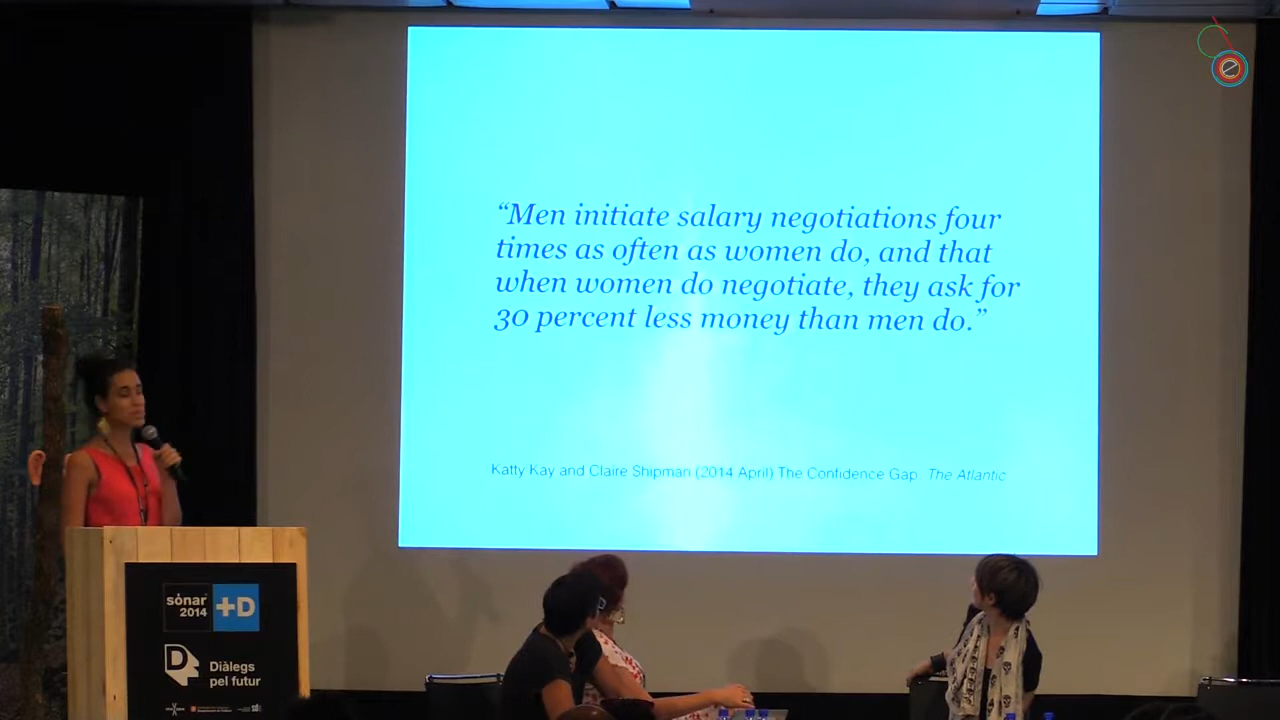 “Men initiate salary negotiations four
times as often as women do, and that
when women do negotiate, they ask for
30 percent less money than men do.”
Katty Kay and Claire Shipman (2014 April) The Confidence Gap. The Atlantic
sónar
2014
+D
D
Diàlegs
pel futur